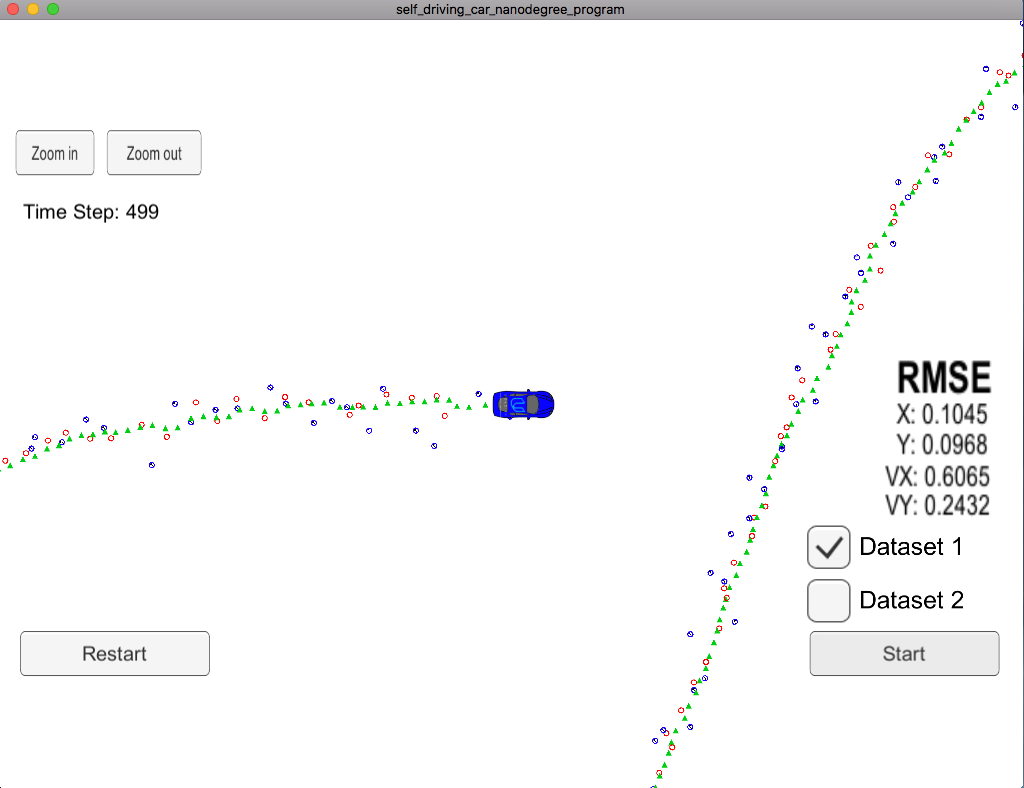 self_driving_car_nanodegree_program
Zoom in
Zoom out
Time Step: 499
RMSE
X: 0.1045
Y: 0.0968
VX: 0.6065
VY: 0.2432
Dataset 1
Dataset 2
Restart
Start